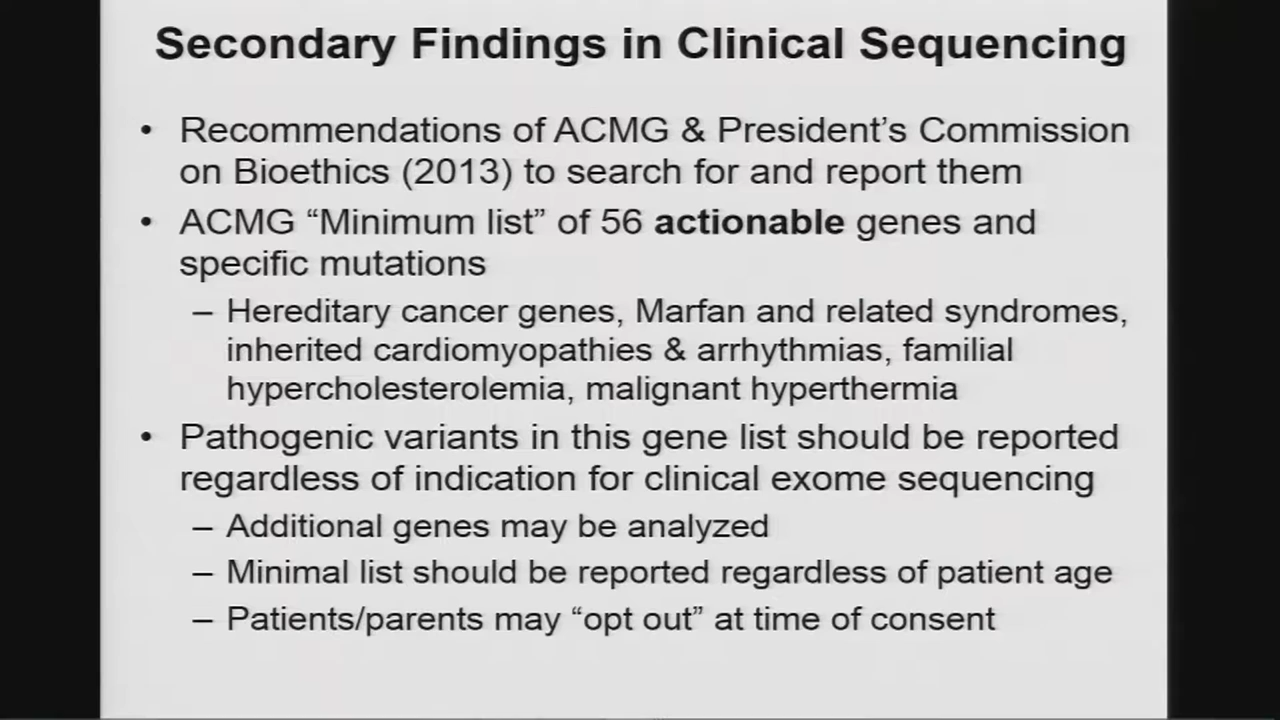 Secondary Findings in Clinical Sequencing
• Recommendations of ACMG & President’s Commission
on Bioethics (2013) to search for and report them
• ACMG “Minimum list” of 56 actionable genes and
specific mutations
– Hereditary cancer genes, Marfan and related syndromes,
inherited cardiomyopathies & arrhythmias, familial
hypercholesterolemia, malignant hyperthermia
• Pathogenic variants in this gene list should be reported
regardless of indication for clinical exome sequencing
– Additional genes may be analyzed
– Minimal list should be reported regardless of patient age
– Patients/parents may “opt out” at time of consent